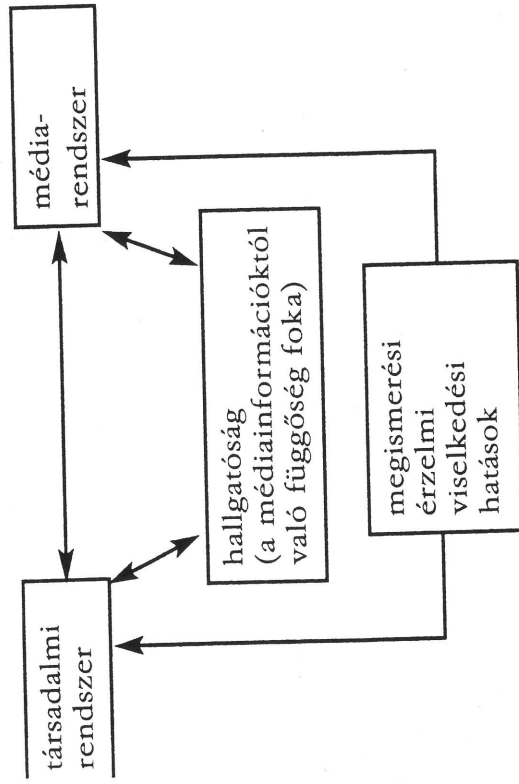 társadalmi
rendszer
média-
rendszer
hallgatóság
(a médiainformációktól
való függőség foka)
megismerési
érzelmi
viselkedési
hatások